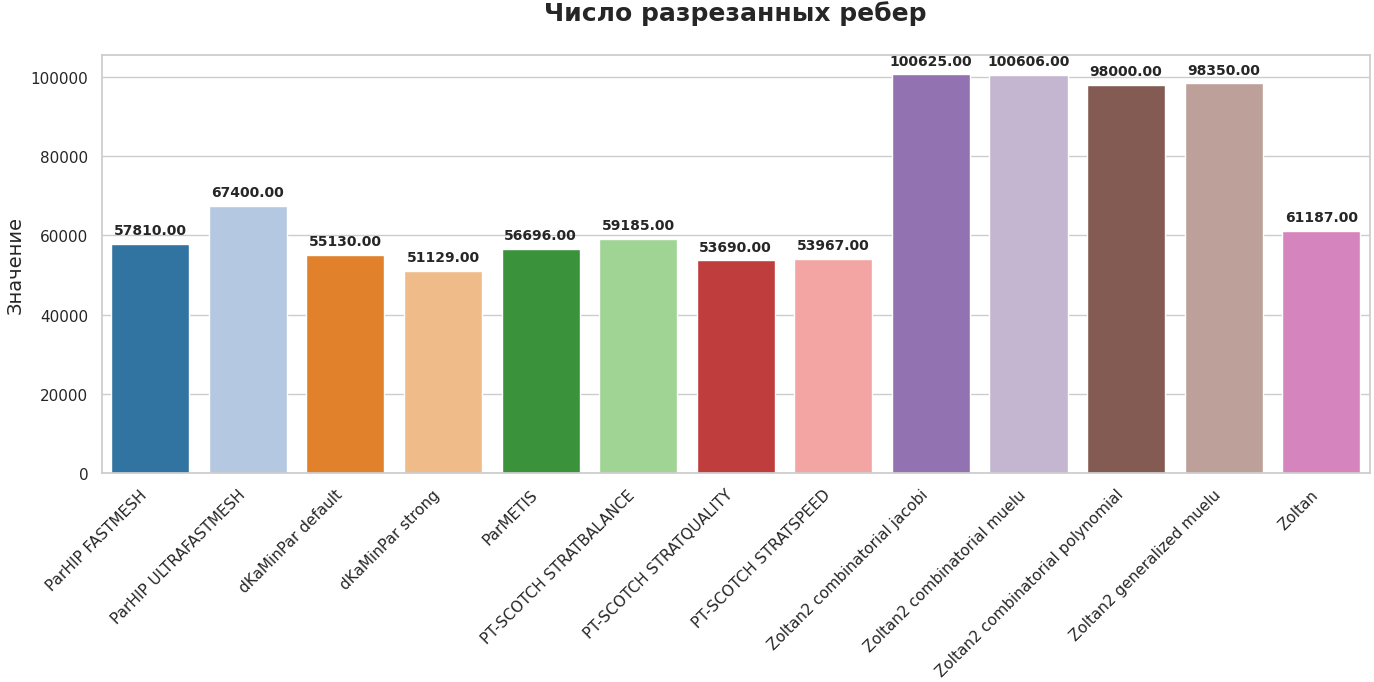 Число разрезанных ребер
Значение
100000
80000
60000
40000
20000
0
57810.00
67400.00
55130.00
51129.00
56696.00
59185.00
53690.00
53967.00
100625.00
100606.00
98000.00
98350.00
61187.00
ParHIP FASTMESH
ParHIP ULTRAFASTMESH
dKaMinPar default
dKaMinPar strong
ParMETIS
PT-SCOTCH STRATBALANCE
PT-SCOTCH STRATQUALITY
PT-SCOTCH STRATSPEED
Zoltan2 combinatorial jacobi
Zoltan2 combinatorial muelu
Zoltan2 combinatorial polynomial
Zoltan2 generalized muelu
Zoltan